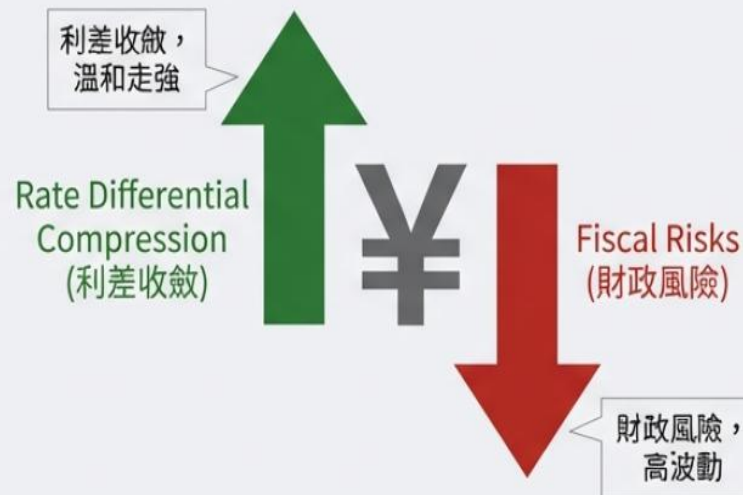 利差收斂，
溫和走強
Rate Differential
Compression
(利差收斂)
¥
Fiscal Risks
(財政風險)
財政風險，
高波動